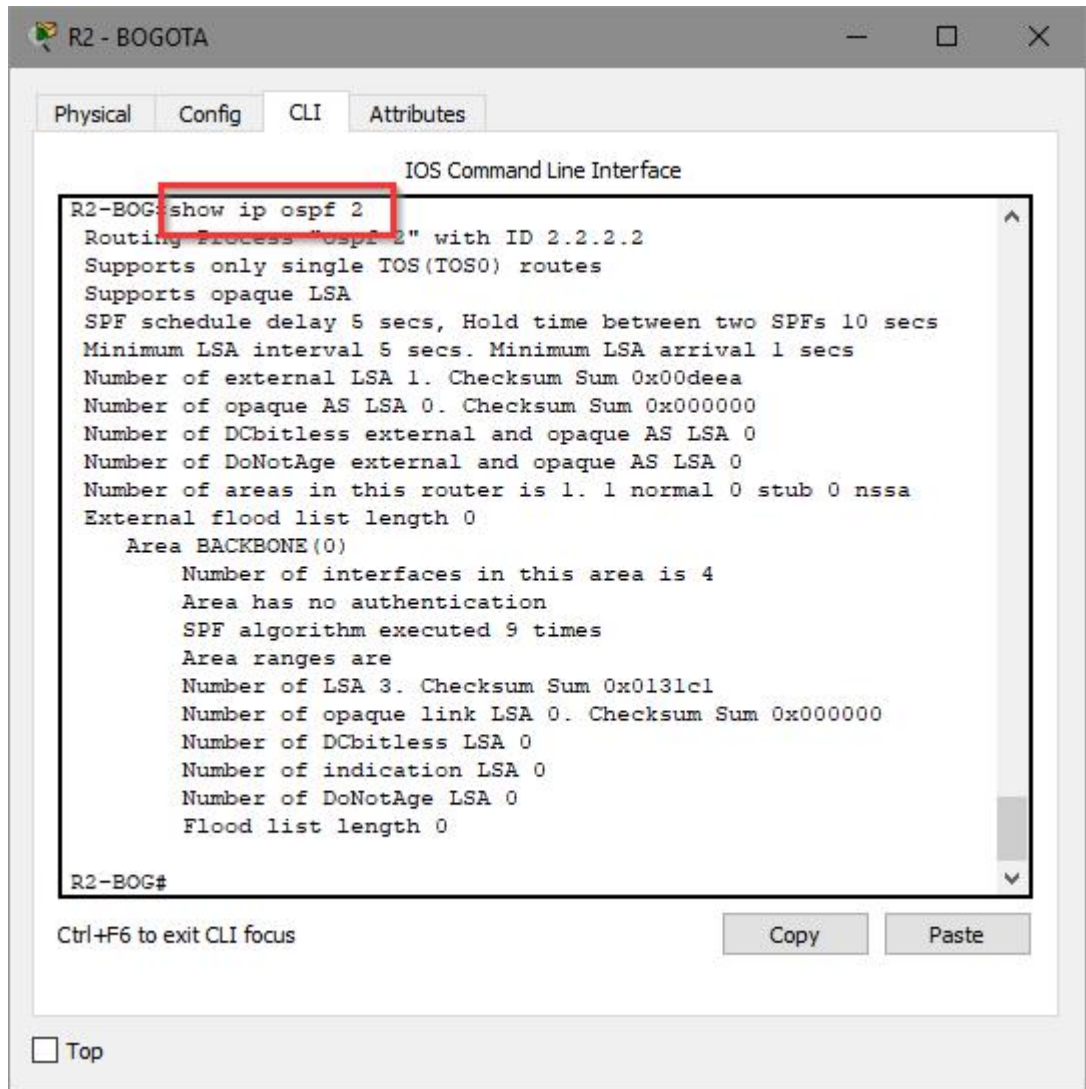 R2 - BOGOTA
Physical Config CLI Attributes
IOS Command Line Interface
R2-BOG#show ip ospf 2
Routing Process "ospf 2" with ID 2.2.2.2
Supports only single TOS(TOS0) routes
Supports opaque LSA
SPF schedule delay 5 secs, Hold time between two SPFs 10 secs
Minimum LSA interval 5 secs. Minimum LSA arrival 1 secs
Number of external LSA 1. Checksum Sum 0x00deea
Number of opaque AS LSA 0. Checksum Sum 0x000000
Number of DCbitless external and opaque AS LSA 0
Number of DoNotAge external and opaque AS LSA 0
Number of areas in this router is 1. 1 normal 0 stub 0 nssa
External flood list length 0
Area BACKBONE(0)
Number of interfaces in this area is 4
Area has no authentication
SPF algorithm executed 9 times
Area ranges are
Number of LSA 3. Checksum Sum 0x0131c1
Number of opaque link LSA 0. Checksum Sum 0x000000
Number of DCbitless LSA 0
Number of indication LSA 0
Number of DoNotAge LSA 0
Flood list length 0
R2-BOG#
Ctrl+F6 to exit CLI focus
Copy Paste
Top